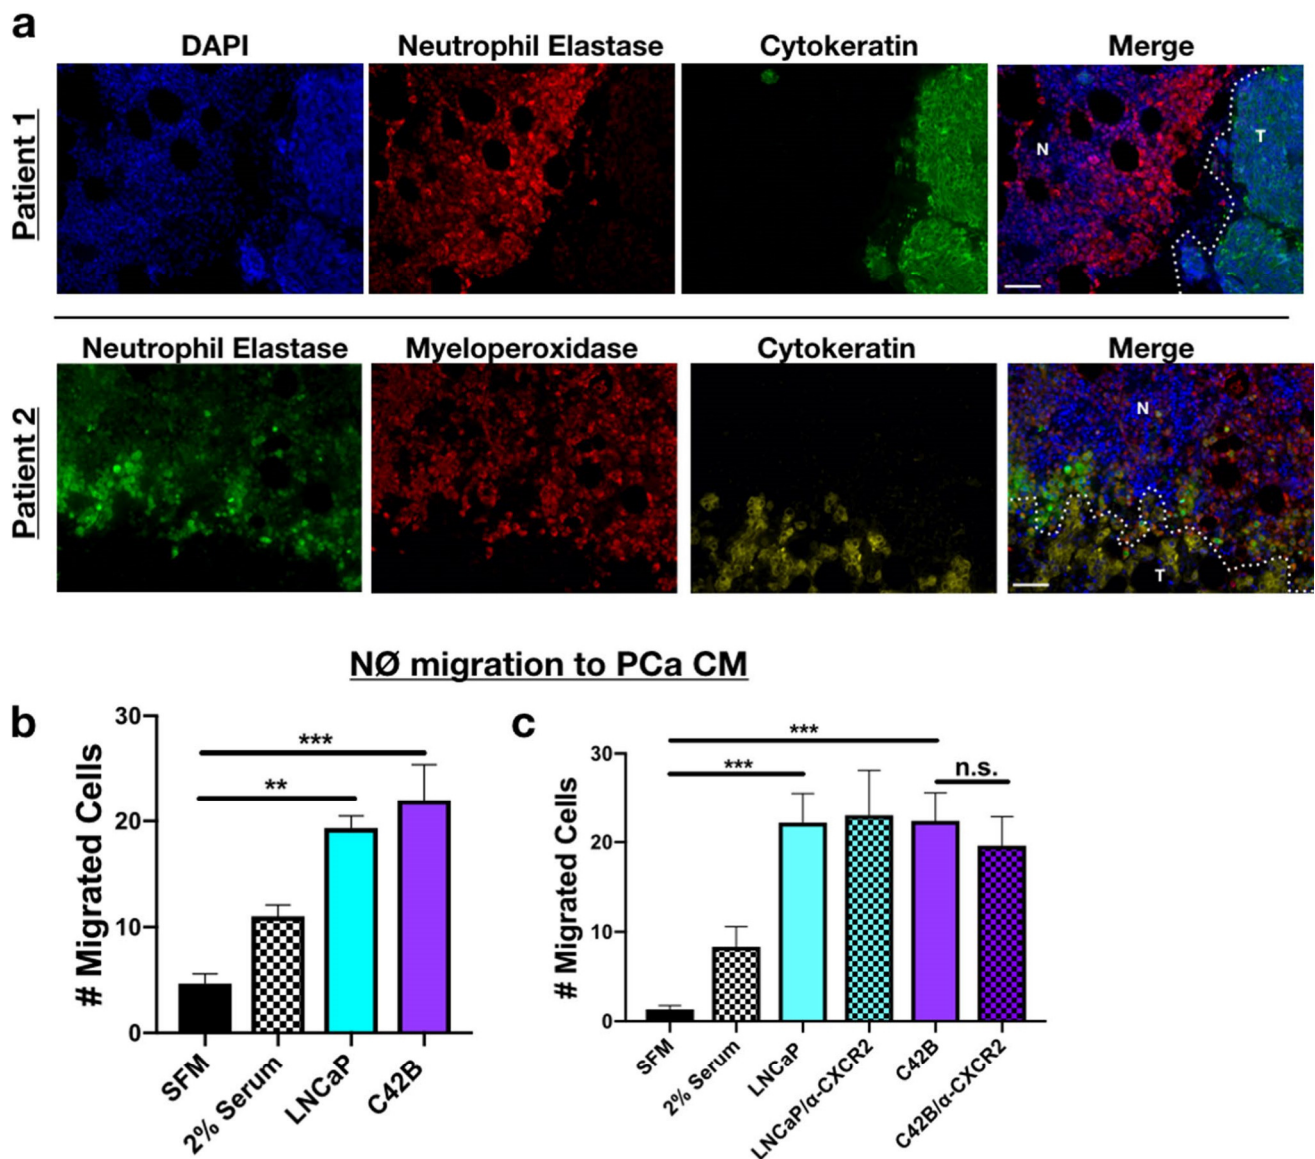 a
DAPI Neutrophil Elastase Cytokeratin Merge
Patient 1
N T
Neutrophil Elastase Myeloperoxidase Cytokeratin Merge
Patient 2
N
T
NØ migration to PCa CM
b
# Migrated Cells
30
20
10
0
***
**
SFM
2% Serum
LNCaP
C42B
c
# Migrated Cells
30
20
10
0
***
***
n.s.
SFM
2% Serum
LNCaP
LNCaP/α-CXCR2
C42B
C42B/α-CXCR2